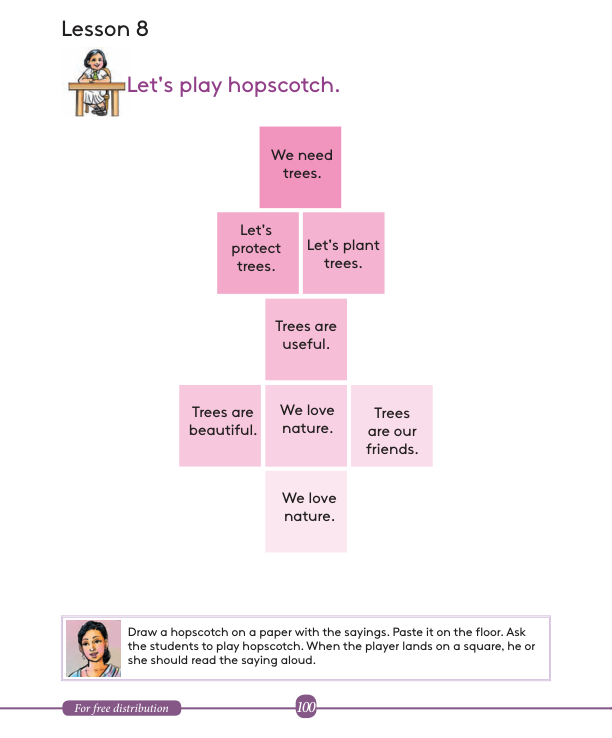 Lesson 8
Let's play hopscotch.
We need
trees.
Let's
protect
trees.
Let's plant
trees.
Trees are
useful.
Trees are
beautiful.
We love
nature.
Trees
are our
friends.
We love
nature.
Draw a hopscotch on a paper with the sayings. Paste it on the floor. Ask
the students to play hopscotch. When the player lands on a square, he or
she should read the saying aloud.
For free distribution
100